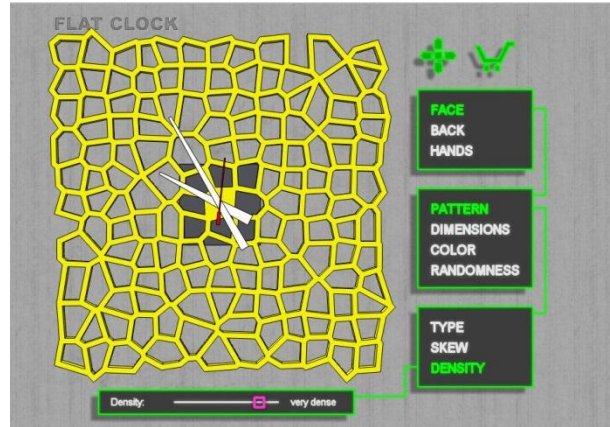 FLAT CLOCK
FACE
BACK
HANDS
PATTERN
DIMENSIONS
COLOR
RANDOMNESS
TYPE
SKEW
DENSITY
Density: very dense